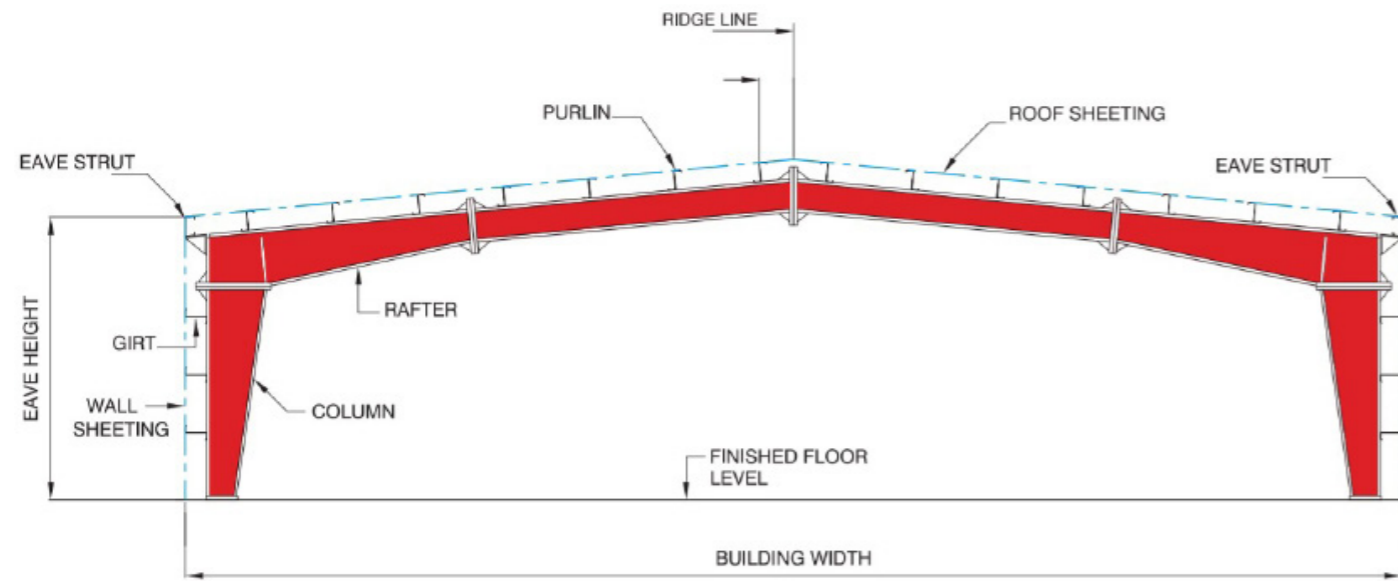 RIDGE LINE
PURLIN
ROOF SHEETING
EAVE STRUT
EAVE STRUT
EAVE HEIGHT
RAFTER
GIRT
WALL
SHEETING
COLUMN
FINISHED FLOOR
LEVEL
BUILDING WIDTH